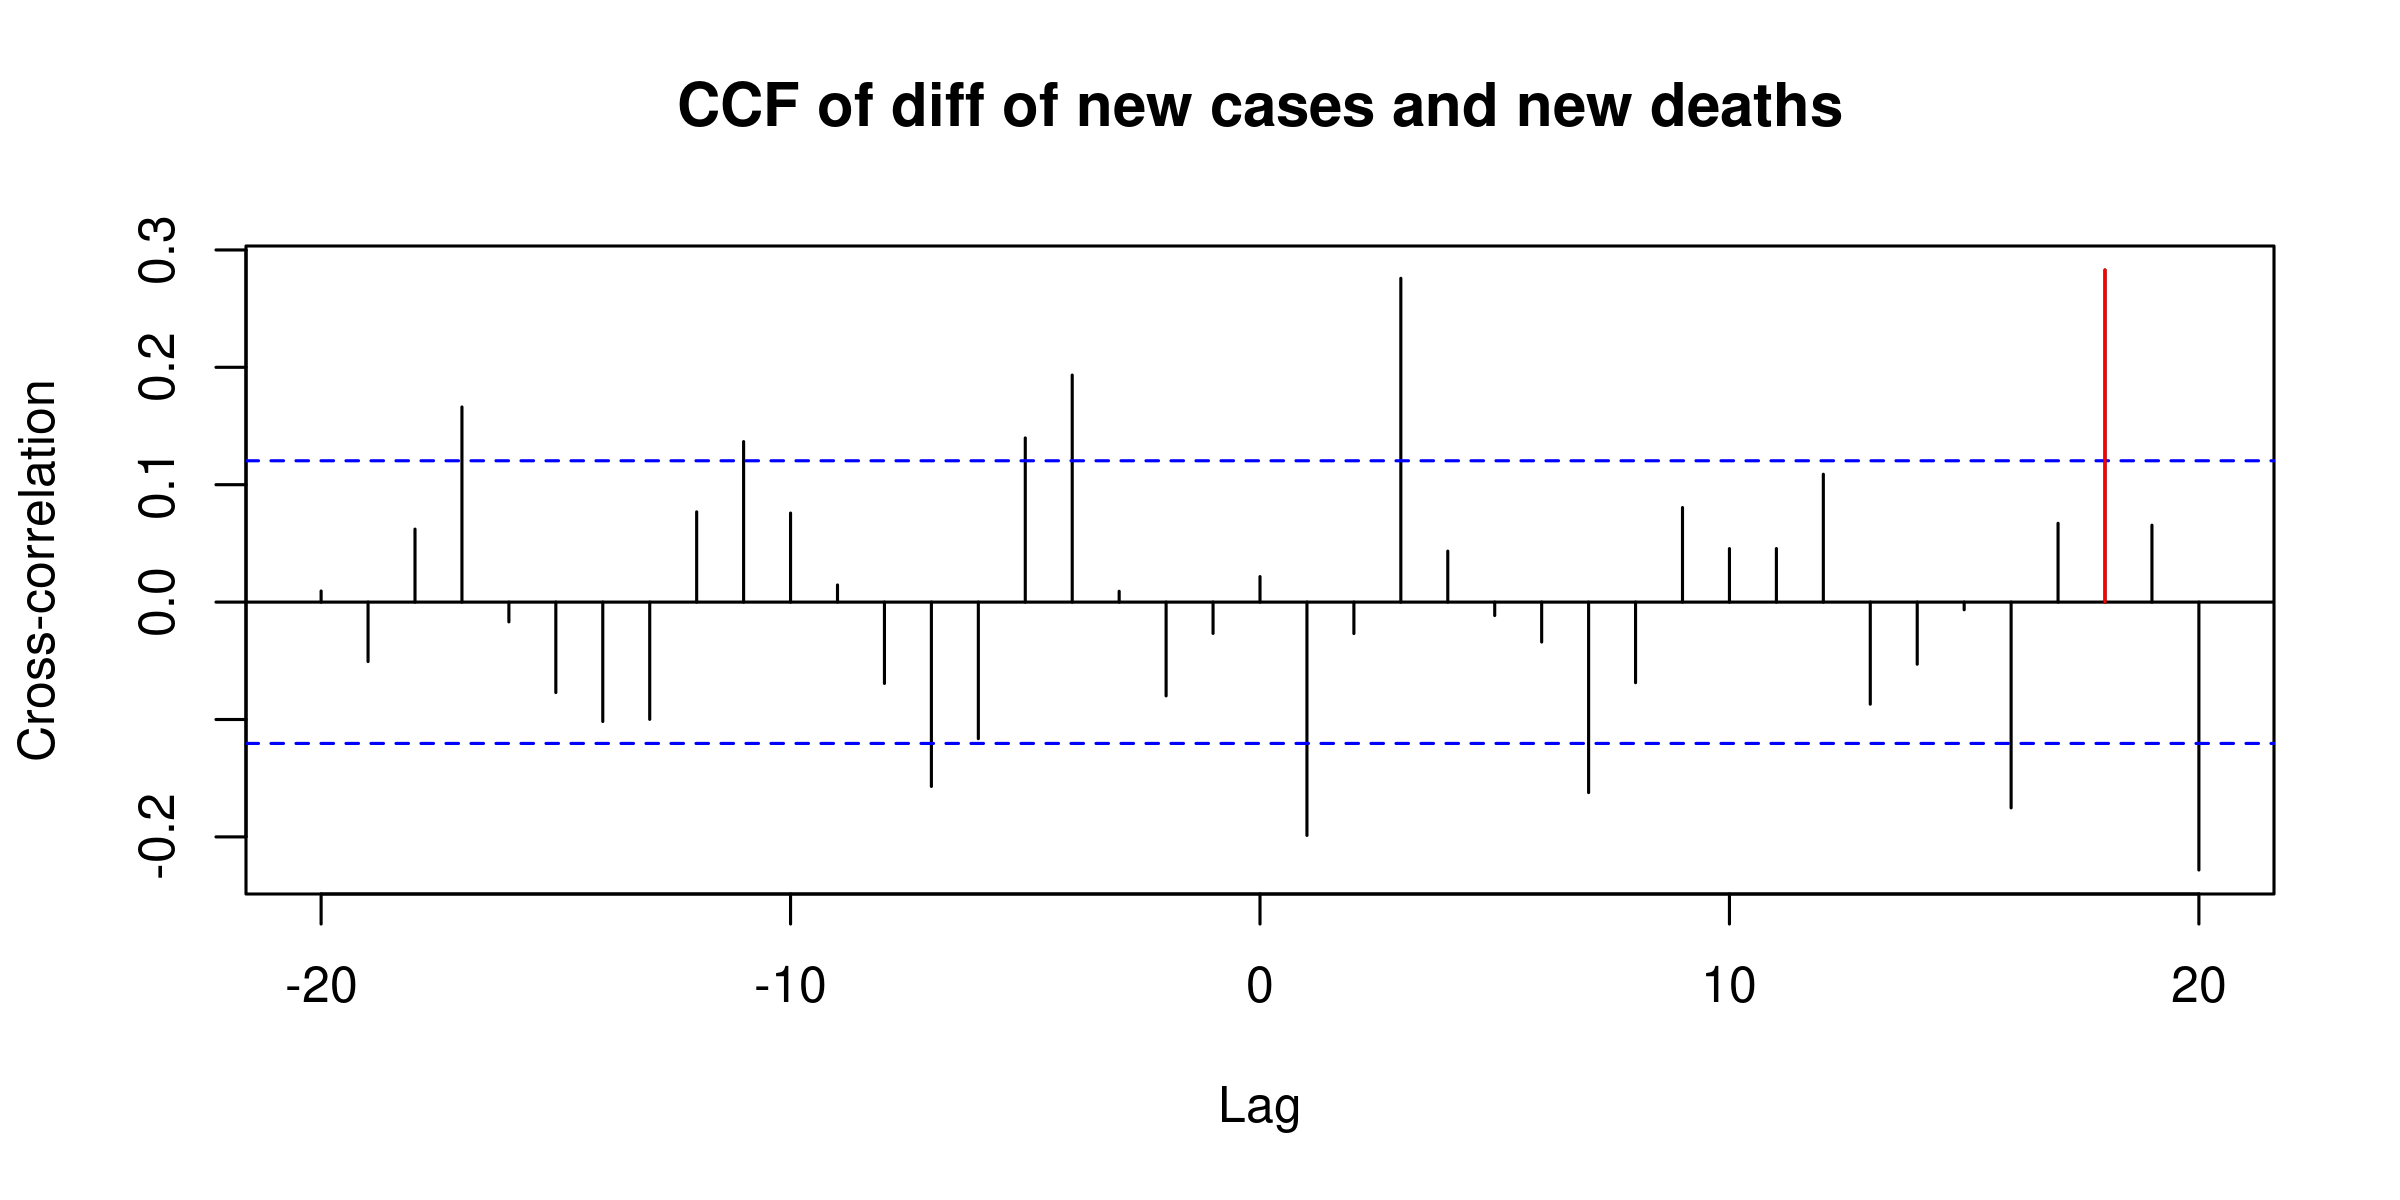 CCF of diff of new cases and new deaths
Cross-correlation
0.3
0.2
0.1
0.0
-0.2
-20 -10 0 10 20
Lag